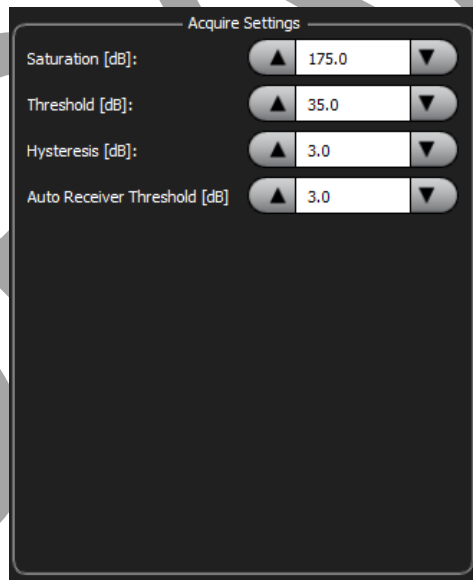 Acquire Settings
Saturation [dB]: 175.0
Threshold [dB]: 35.0
Hysteresis [dB]: 3.0
Auto Receiver Threshold [dB] 3.0